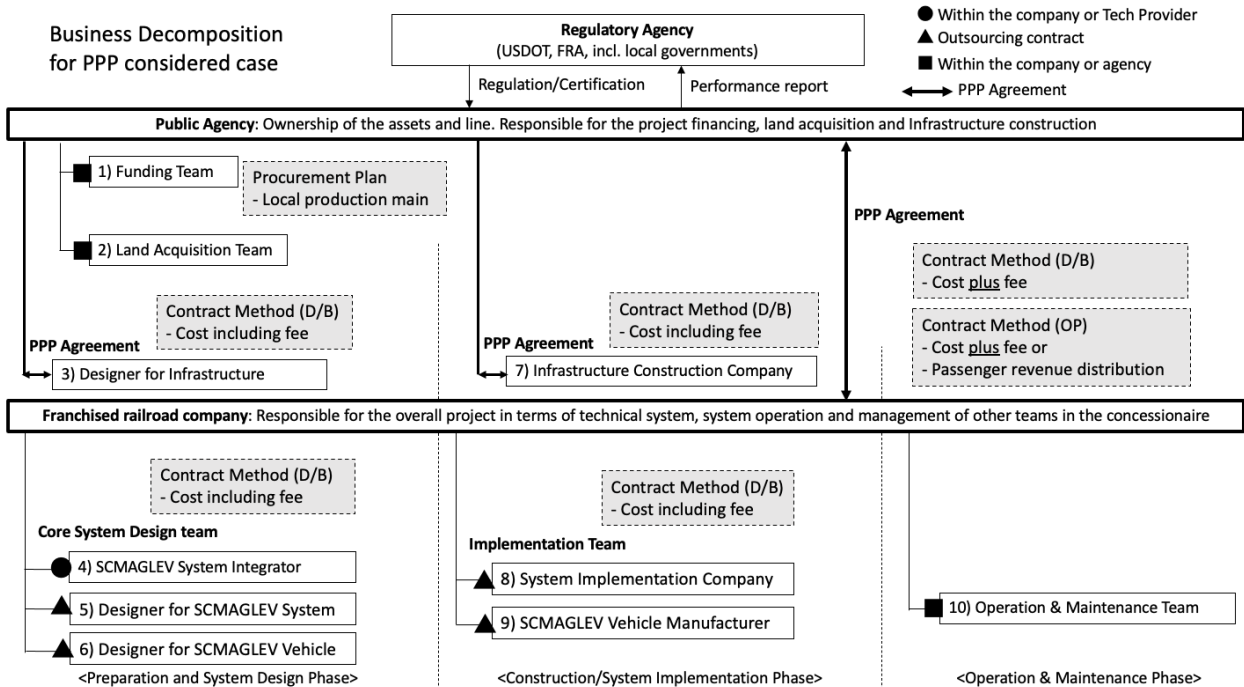 Business Decomposition
for PPP considered case
Regulatory Agency
(USDOT, FRA, incl. local governments)
Within the company or Tech Provider
Outsourcing contract
Within the company or agency
PPP Agreement
Regulation/Certification
Performance report
Public Agency: Ownership of the assets and line. Responsible for the project financing, land acquisition and Infrastructure construction
1) Funding Team
Procurement Plan
- Local production main
2) Land Acquisition Team
PPP Agreement
Contract Method (D/B)
- Cost plus fee
Contract Method (D/B)
- Cost including fee
Contract Method (D/B)
- Cost including fee
Contract Method (OP)
- Cost plus fee or
- Passenger revenue distribution
PPP Agreement
3) Designer for Infrastructure
PPP Agreement
7) Infrastructure Construction Company
Franchised railroad company: Responsible for the overall project in terms of technical system, system operation and management of other teams in the concessionaire
Contract Method (D/B)
- Cost including fee
Contract Method (D/B)
- Cost including fee
Core System Design team
4) SCMAGLEV System Integrator
5) Designer for SCMAGLEV System
6) Designer for SCMAGLEV Vehicle
Implementation Team
8) System Implementation Company
9) SCMAGLEV Vehicle Manufacturer
10) Operation & Maintenance Team
<Preparation and System Design Phase>
<Construction/System Implementation Phase>
<Operation & Maintenance Phase>